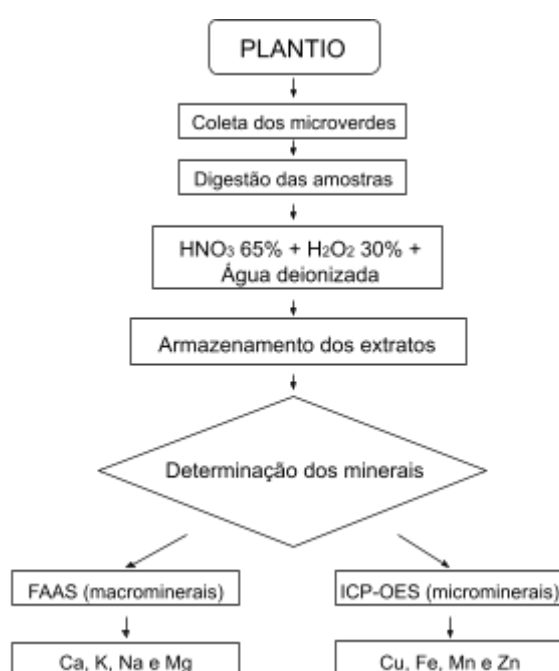 PLANTIO
Coleta dos microverdes
Digestão das amostras
HNO₃ 65% + H₂O₂ 30% +
Água deionizada
Armazenamento dos extratos
Determinação dos minerais
FAAS (macrominerais)
ICP-OES (microminerais)
Ca, K, Na e Mg
Cu, Fe, Mn e Zn